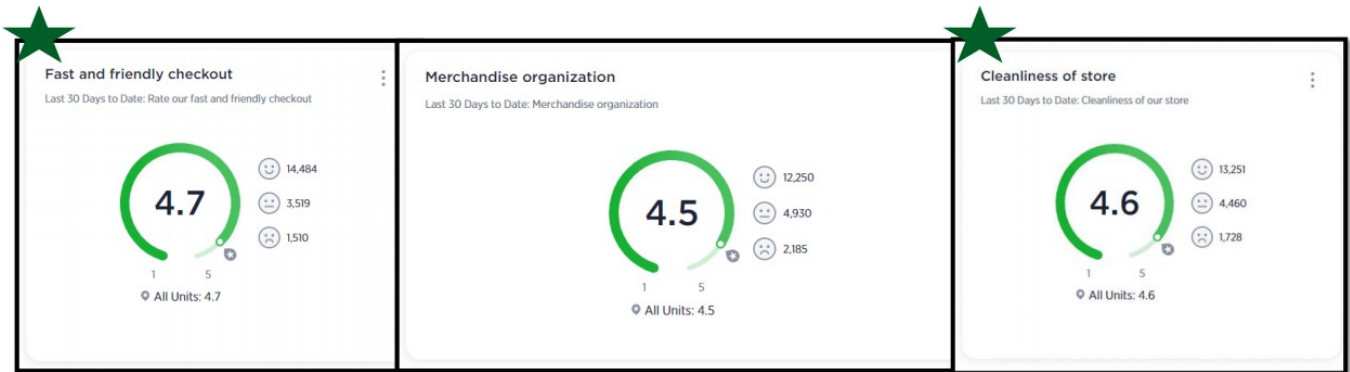 Fast and friendly checkout
Last 30 Days to Date: Rate our fast and friendly checkout
4.7
14,484
3,519
1,510
1
5
All Units: 4.7
Merchandise organization
Last 30 Days to Date: Merchandise organization
4.5
12,250
4,930
2,185
1
5
All Units: 4.5
Cleanliness of store
Last 30 Days to Date: Cleanliness of our store
4.6
13,251
4,460
1,728
1
5
All Units: 4.6